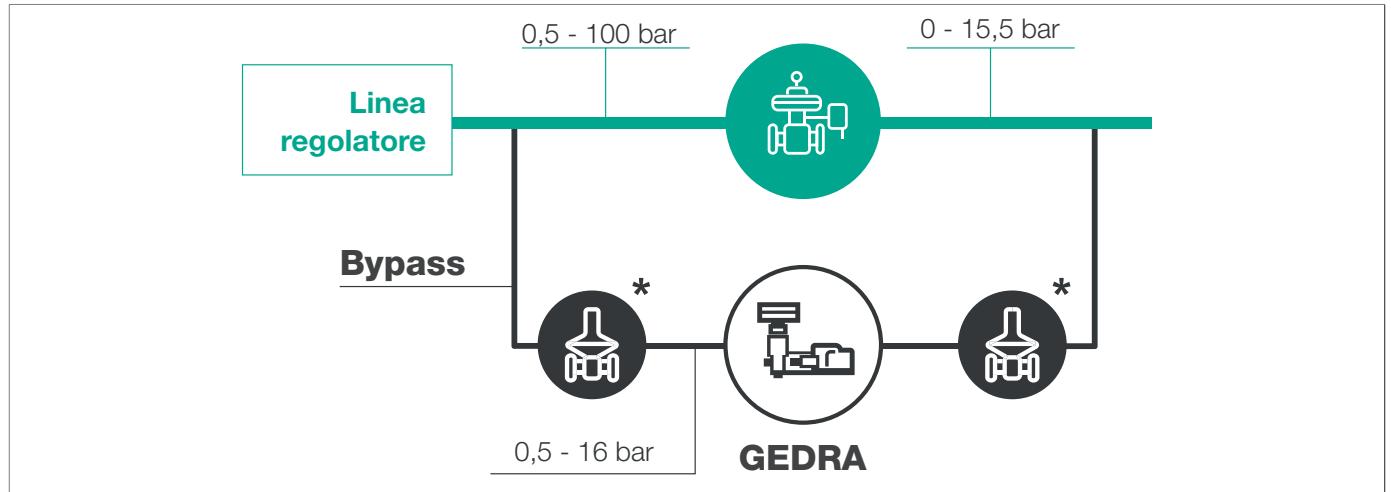 0,5 - 100 bar
0 - 15,5 bar
Linea
regolatore
Bypass
*
*
0,5 - 16 bar
GEDRA